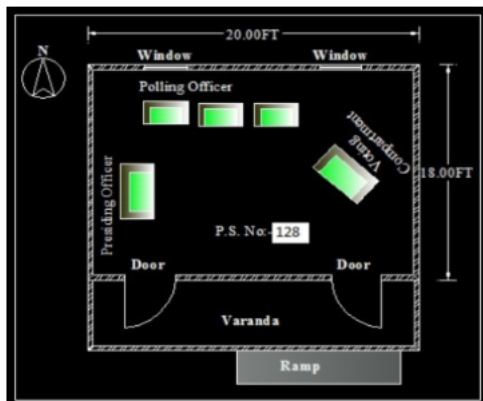 20.00FT
N
Window
Window
Polling Officer
Voting
Compartment
18.00FT
Presiding Officer
P.S. No:- 128
Door
Door
Varanda
Ramp